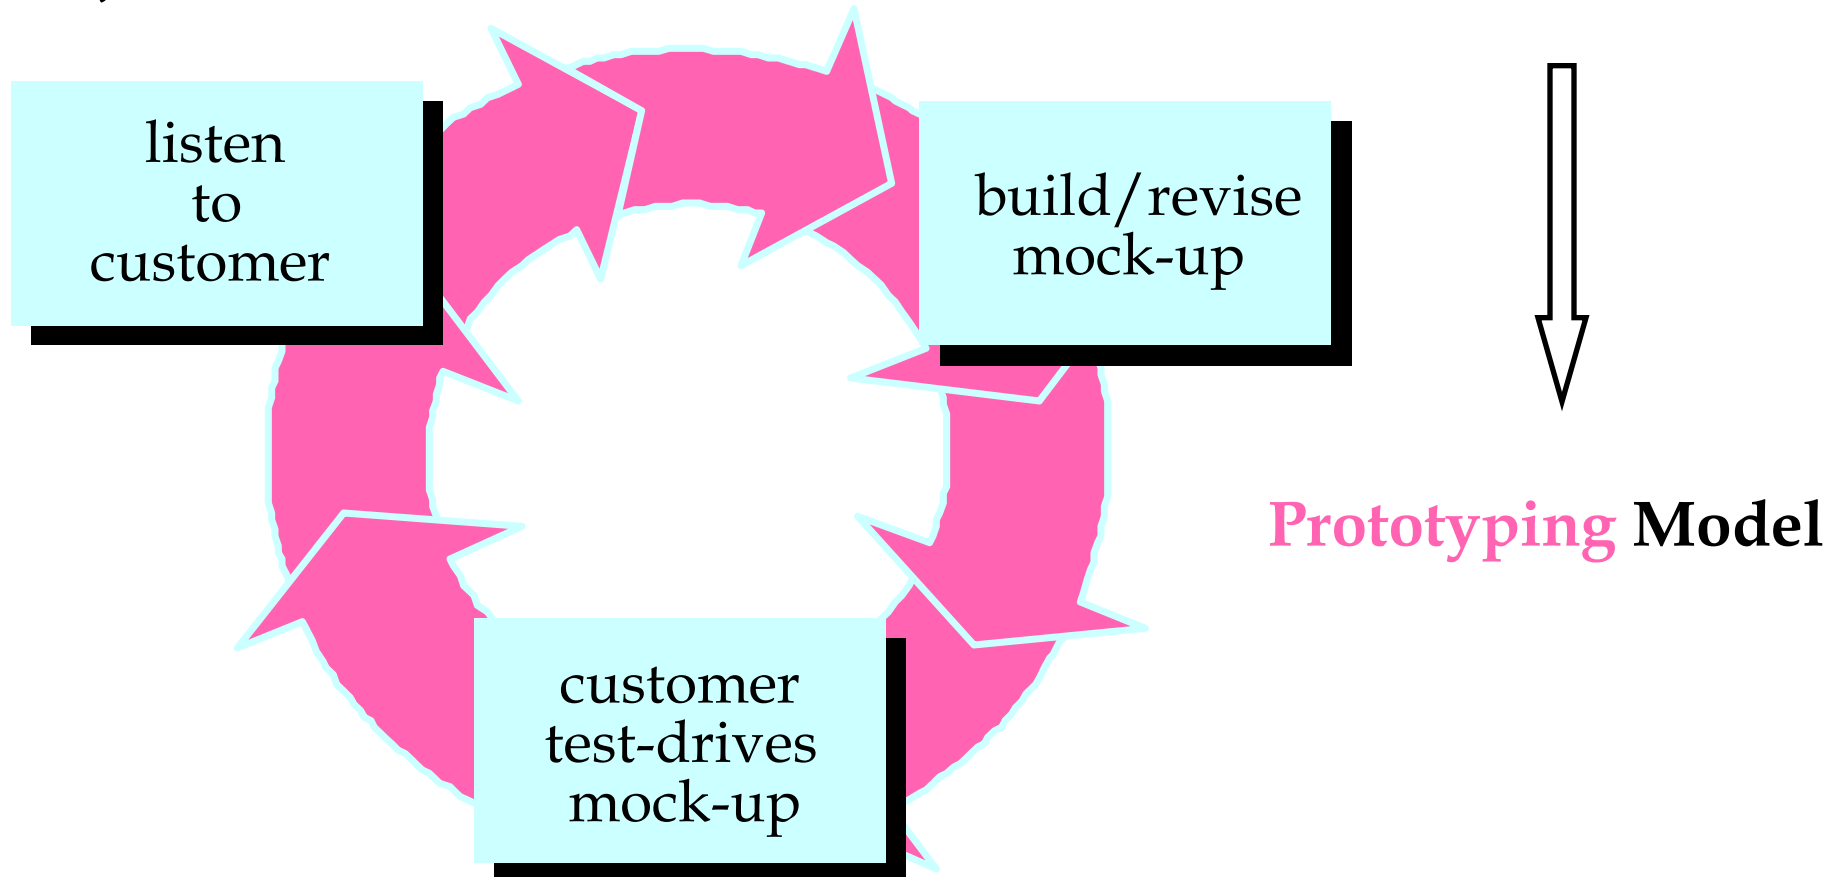 listen
to
customer
build/revise
mock-up
Prototyping Model
customer
test-drives
mock-up